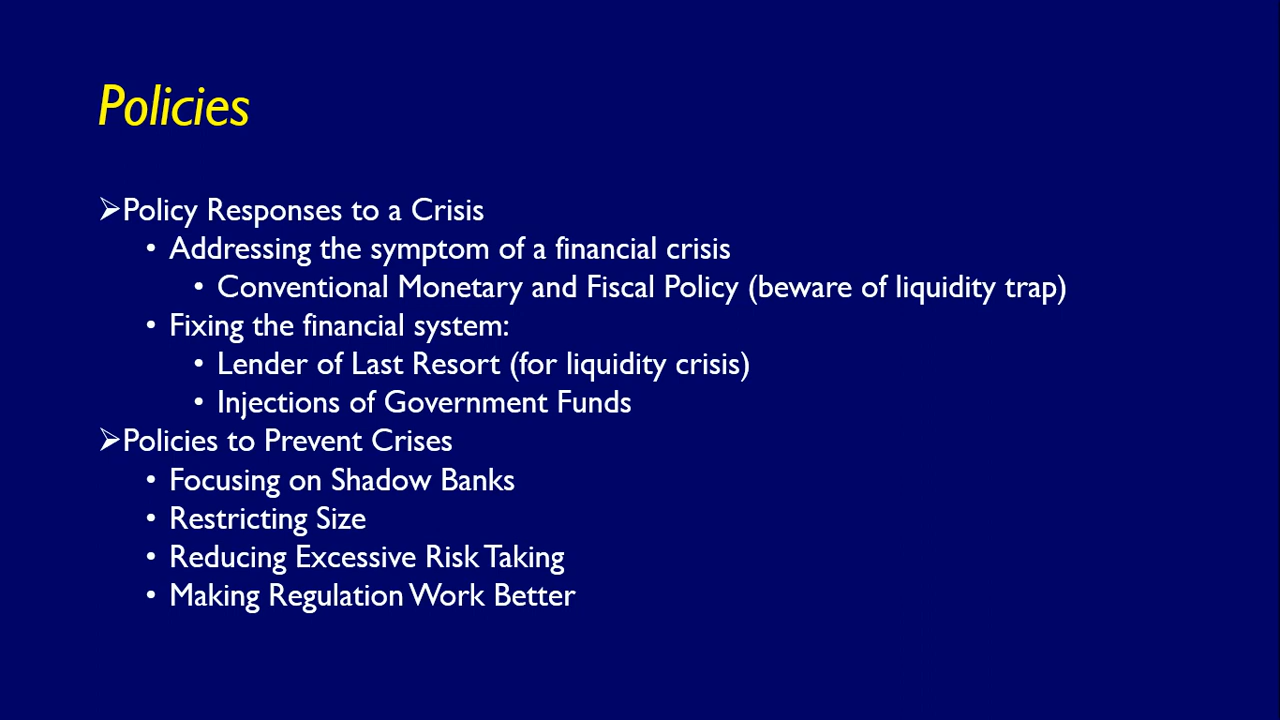 Policies
➢Policy Responses to a Crisis
• Addressing the symptom of a financial crisis
• Conventional Monetary and Fiscal Policy (beware of liquidity trap)
• Fixing the financial system:
• Lender of Last Resort (for liquidity crisis)
• Injections of Government Funds
➢Policies to Prevent Crises
• Focusing on Shadow Banks
• Restricting Size
• Reducing Excessive Risk Taking
• Making Regulation Work Better